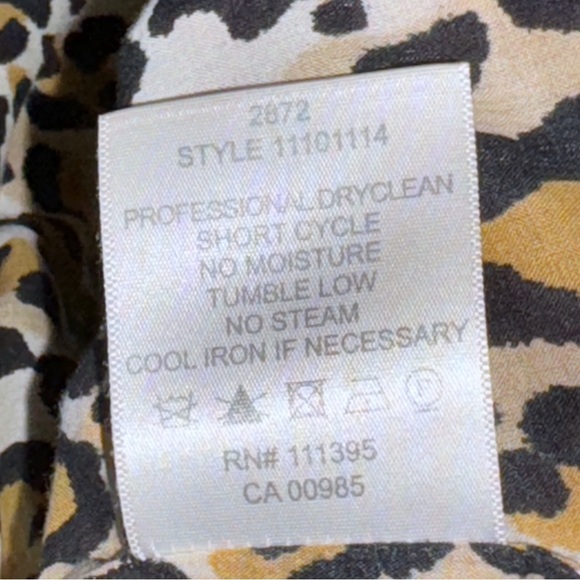 2872
STYLE 11101114
PROFESSIONAL DRYCLEAN
SHORT CYCLE
NO MOISTURE
TUMBLE LOW
NO STEAM
COOL IRON IF NECESSARY
F
RN# 111395
CA 00985